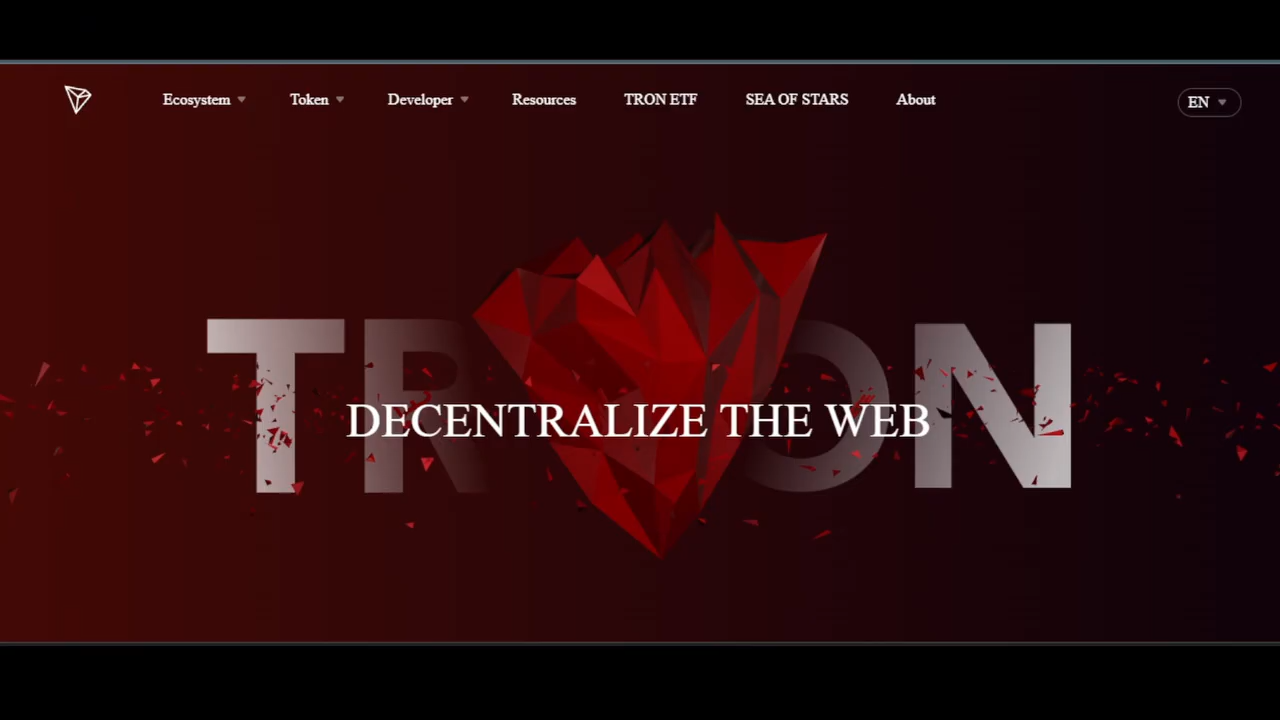 Ecosystem Token Developer Resources TRON ETF SEA OF STARS About EN
TRON
DECENTRALIZE THE WEB